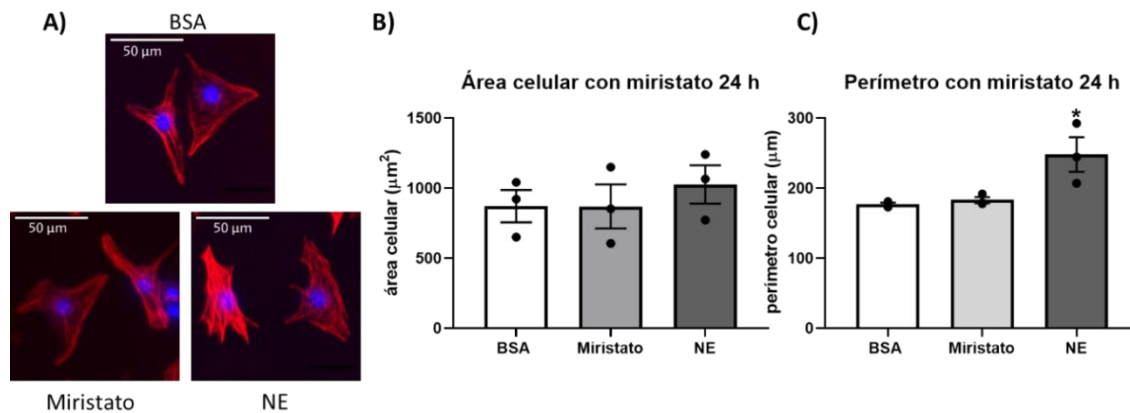 A)
BSA
50 µm
50 µm
50 µm
Miristato
NE
B)
Área celular con miristato 24 h
área celular (µm²)
1500
1000
500
0
BSA
Miristato
NE
C)
Perímetro con miristato 24 h
perímetro celular (µm)
300
200
100
0
*
BSA
Miristato
NE